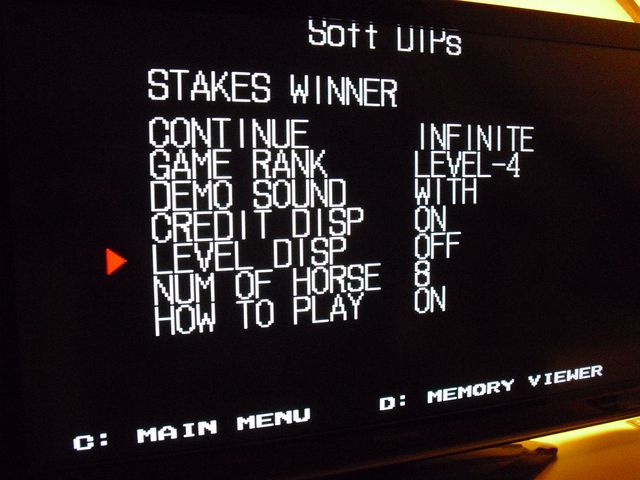 Soft DIPs
STAKES WINNER
CONTINUE INFINITE
GAME RANK LEVEL-4
DEMO SOUND WITH
CREDIT DISP ON
LEVEL DISP OFF
NUM OF HORSE 8
HOW TO PLAY ON
C: MAIN MENU D: MEMORY VIEWER